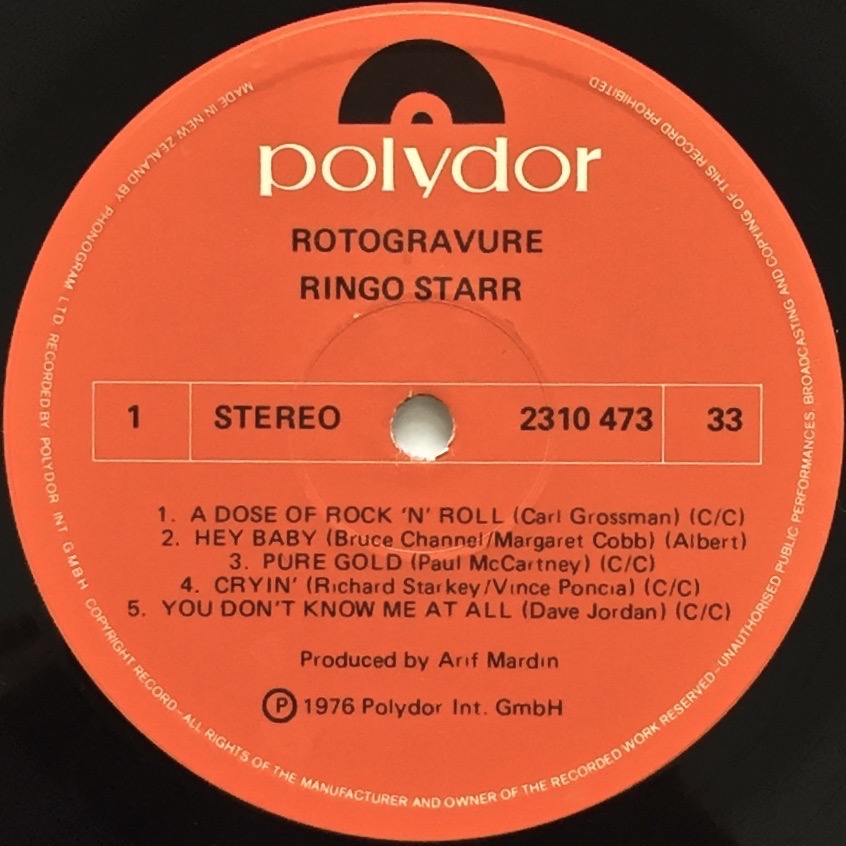 polydor
ROTOGRAVURE
RINGO STARR
1 STEREO 2310 473 33
1. A DOSE OF ROCK 'N' ROLL (Carl Grossman) (C/C)
2. HEY BABY (Bruce Channel/Margaret Cobb) (Albert)
3. PURE GOLD (Paul McCartney) (C/C)
4. CRYIN' (Richard Starkey/Vince Poncia) (C/C)
5. YOU DON'T KNOW ME AT ALL (Dave Jordan) (C/C)
Produced by Arif Mardin
℗ 1976 Polydor Int. GmbH
MADE IN NEW ZEALAND BY PHONOGRAM LTD. RECORDED BY POLYDOR INT GMBH COPYRIGHT RECORD-ALL RIGHTS OF THE MANUFACTURER AND OWNER OF THE RECORDED WORK RESERVED-UNAUTHORISED PUBLIC PERFORMANCES. BROADCASTING AND COPYING OF THIS RECORD PROHIBITED